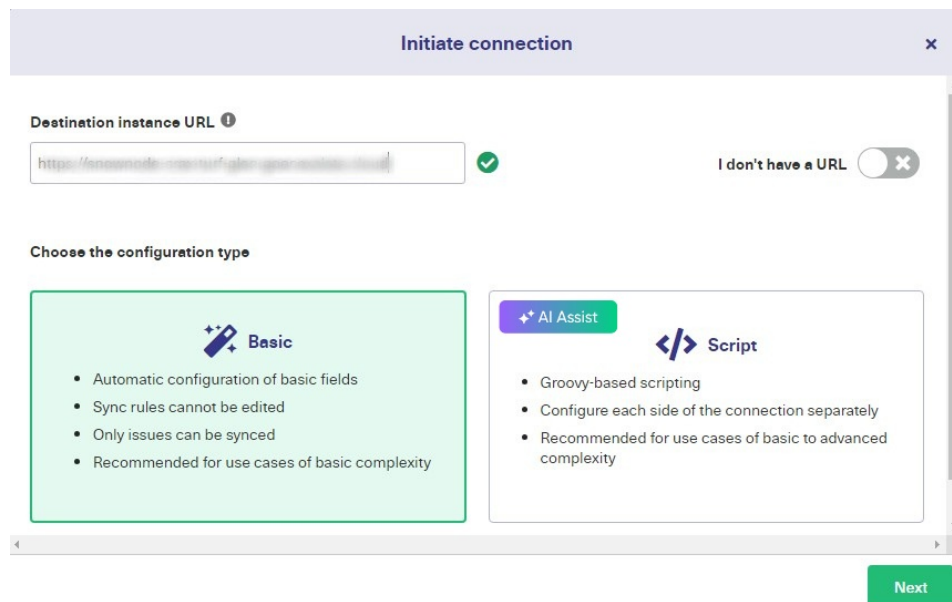 Initiate connection
Destination instance URL
https://snownode
I don't have a URL
Choose the configuration type
Basic
• Automatic configuration of basic fields
• Sync rules cannot be edited
• Only issues can be synced
• Recommended for use cases of basic complexity
AI Assist
</> Script
• Groovy-based scripting
• Configure each side of the connection separately
• Recommended for use cases of basic to advanced
complexity
Next